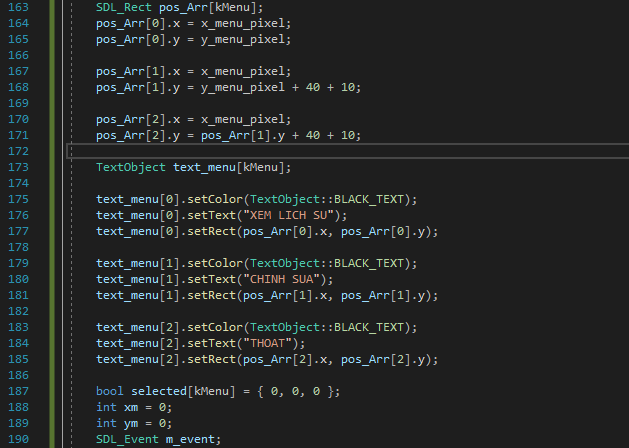 163 SDL_Rect pos_Arr[kMenu];
164 pos_Arr[0].x = x_menu_pixel;
165 pos_Arr[0].y = y_menu_pixel;
166
167 pos_Arr[1].x = x_menu_pixel;
168 pos_Arr[1].y = y_menu_pixel + 40 + 10;
169
170 pos_Arr[2].x = x_menu_pixel;
171 pos_Arr[2].y = pos_Arr[1].y + 40 + 10;
172
173 TextObject text_menu[kMenu];
174
175 text_menu[0].setColor(TextObject::BLACK_TEXT);
176 text_menu[0].setText("XEM LICH SU");
177 text_menu[0].setRect(pos_Arr[0].x, pos_Arr[0].y);
178
179 text_menu[1].setColor(TextObject::BLACK_TEXT);
180 text_menu[1].setText("CHINH SUA");
181 text_menu[1].setRect(pos_Arr[1].x, pos_Arr[1].y);
182
183 text_menu[2].setColor(TextObject::BLACK_TEXT);
184 text_menu[2].setText("THOAT");
185 text_menu[2].setRect(pos_Arr[2].x, pos_Arr[2].y);
186
187 bool selected[kMenu] = { 0, 0, 0 };
188 int xm = 0;
189 int ym = 0;
190 SDL_Event m_event;